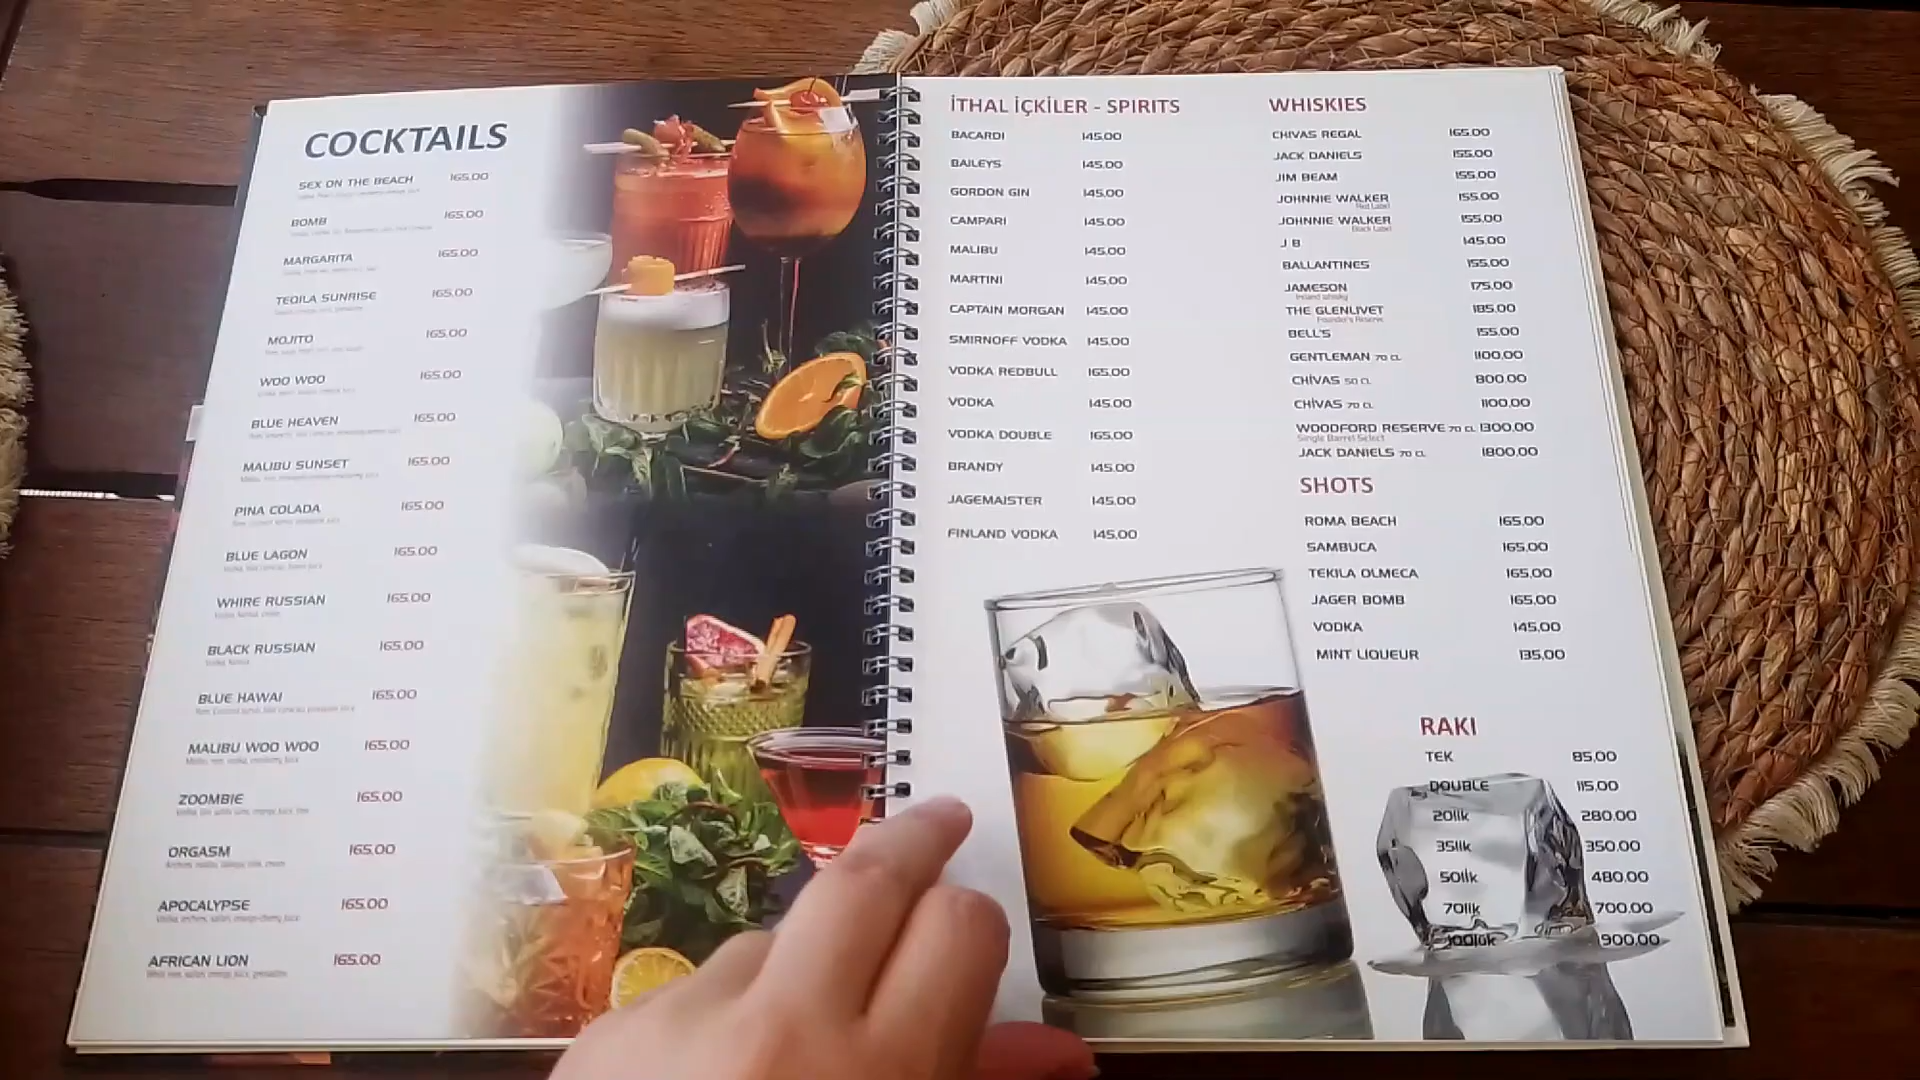 COCKTAILS
SEX ON THE BEACH 165.00
BOMB 165.00
MARGARITA 165.00
TEQILA SUNRISE 165.00
MOJITO 165.00
WOO WOO 165.00
BLUE HEAVEN 165.00
MALIBU SUNSET 165.00
PINA COLADA 165.00
BLUE LAGON 165.00
WHIRE RUSSIAN 165.00
BLACK RUSSIAN 165.00
BLUE HAWAI 165.00
MALIBU WOO WOO 165.00
ZOOMBIE 165.00
ORGASM 165.00
APOCALYPSE 165.00
AFRICAN LION 165.00
İTHAL İÇKİLER - SPIRITS
BACARDI 145.00
BAILEYS 145.00
GORDON GIN 145.00
CAMPARI 145.00
MALIBU 145.00
MARTINI 145.00
CAPTAIN MORGAN 145.00
SMIRNOFF VODKA 145.00
VODKA REDBULL 165.00
VODKA 145.00
VODKA DOUBLE 165.00
BRANDY 145.00
JAGEMAISTER 145.00
FINLAND VODKA 145.00
WHISKIES
CHIVAS REGAL 165.00
JACK DANIELS 155.00
JIM BEAM 155.00
JOHNNIE WALKER 155.00
Red Label
JOHNNIE WALKER 155.00
Black Label
J B 145.00
BALLANTINES 155.00
JAMESON 175.00
Irland whisky
THE GLENLIVET 185.00
Founder's Reserve
BELL'S 155.00
GENTLEMAN 70 CL 1100.00
CHİVAS 50 CL 800.00
CHİVAS 70 CL 1100.00
WOODFORD RESERVE 70 CL 1300.00
Single Barrel Select
JACK DANIELS 70 CL 1800.00
SHOTS
ROMA BEACH 165.00
SAMBUCA 165.00
TEKILA OLMECA 165.00
JAGER BOMB 165.00
VODKA 145.00
MINT LIQUEUR 135.00
RAKI
TEK 85.00
DOUBLE 115.00
20lik 280.00
35lik 350.00
50lik 480.00
70lik 700.00
100lük 900.00